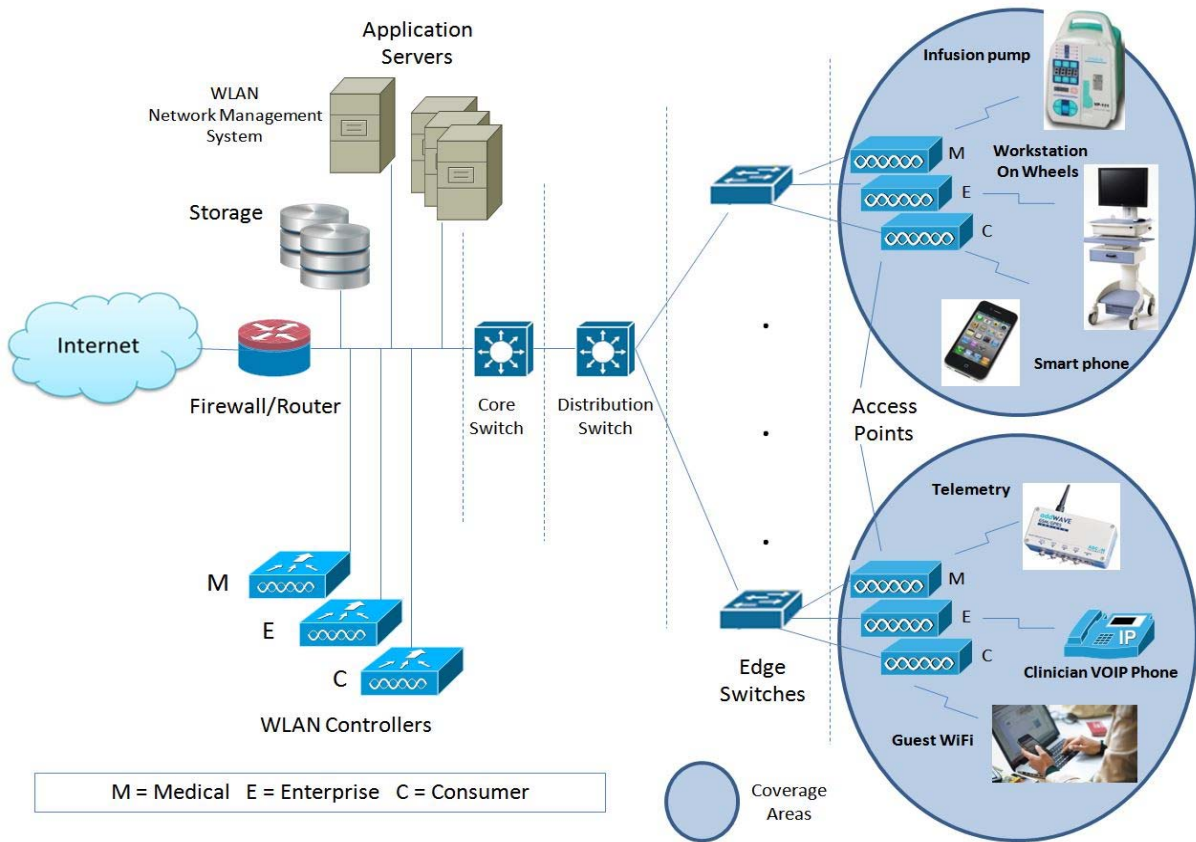 Application
Servers
WLAN
Network Management
System
Storage
Internet
Firewall/Router
Core
Switch
Distribution
Switch
M
E
C
WLAN Controllers
Edge
Switches
Access
Points
Infusion pump
M
Workstation
On Wheels
E
C
Smart phone
Telemetry
M
E
IP
C
Clinician VOIP Phone
Guest WiFi
M = Medical E = Enterprise C = Consumer
Coverage
Areas